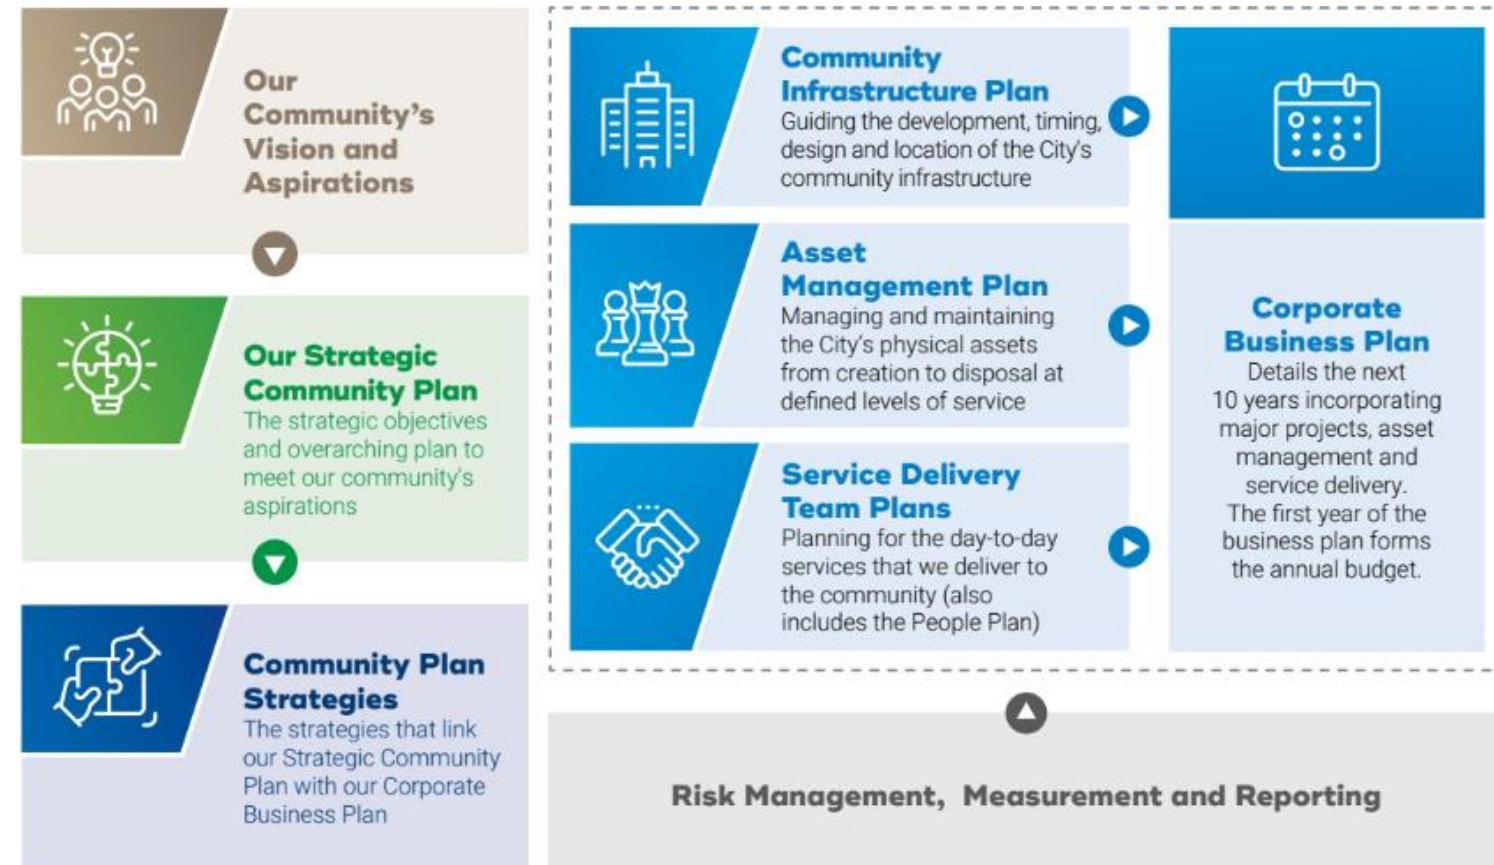 Our
Community's
Vision and
Aspirations
Our Strategic
Community Plan
The strategic objectives
and overarching plan to
meet our community's
aspirations
Community Plan
Strategies
The strategies that link
our Strategic Community
Plan with our Corporate
Business Plan
Community
Infrastructure Plan
Guiding the development, timing,
design and location of the City's
community infrastructure
Asset
Management Plan
Managing and maintaining
the City's physical assets
from creation to disposal at
defined levels of service
Service Delivery
Team Plans
Planning for the day-to-day
services that we deliver to
the community (also
includes the People Plan)
Corporate
Business Plan
Details the next
10 years incorporating
major projects, asset
management and
service delivery.
The first year of the
business plan forms
the annual budget.
Risk Management, Measurement and Reporting